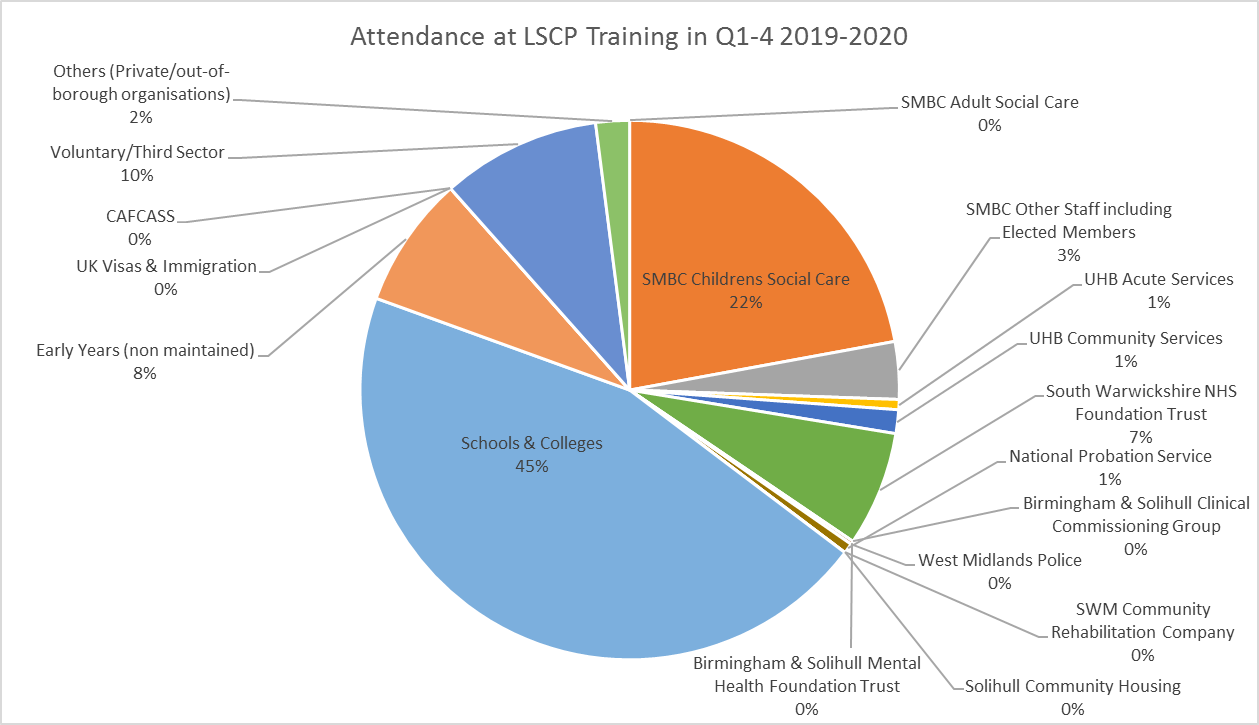 Attendance at LSCP Training in Q1-4 2019-2020
Others (Private/out-of-
borough organisations)
2%
SMBC Adult Social Care
0%
Voluntary/Third Sector
10%
CAFCASS
0%
UK Visas & Immigration
0%
Early Years (non maintained)
8%
SMBC Childrens Social Care
22%
SMBC Other Staff including
Elected Members
3%
UHB Acute Services
1%
UHB Community Services
1%
South Warwickshire NHS
Foundation Trust
7%
National Probation Service
1%
Birmingham & Solihull Clinical
Commissioning Group
0%
West Midlands Police
0%
SWM Community
Rehabilitation Company
0%
Solihull Community Housing
0%
Birmingham & Solihull Mental
Health Foundation Trust
0%
Schools & Colleges
45%